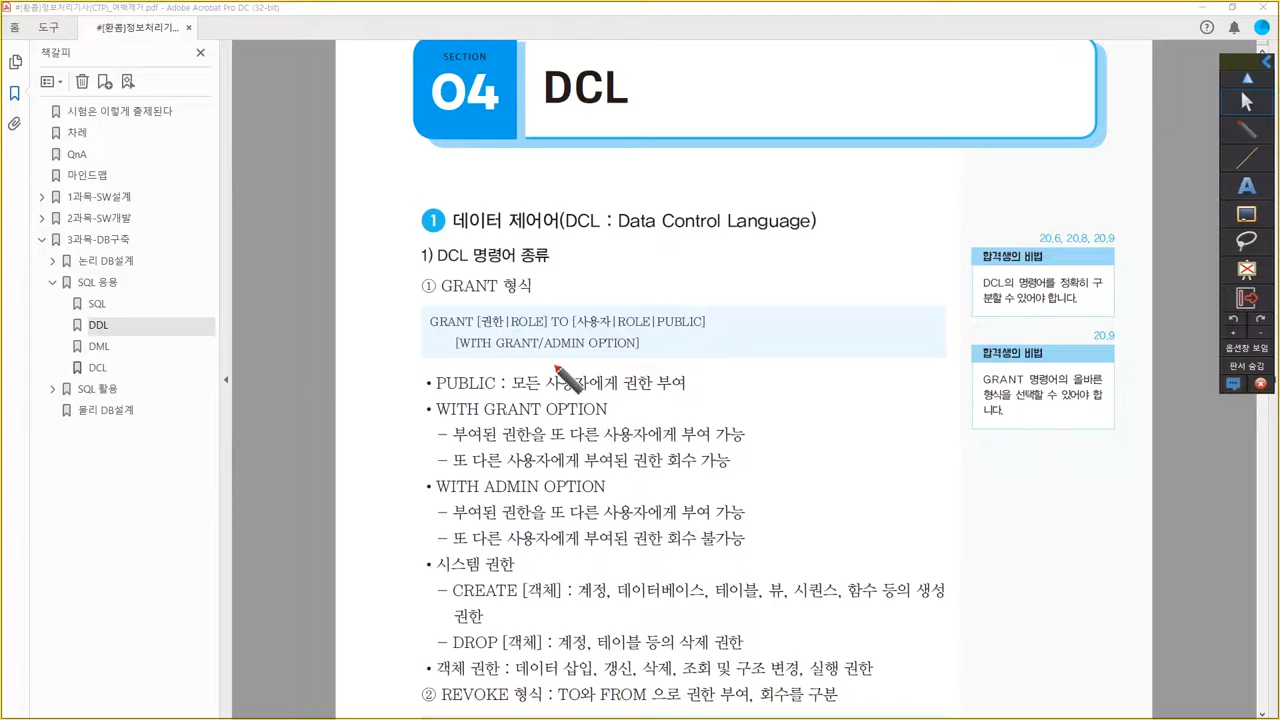 #[환콤]정보처리기사(CTP)_여백제거.pdf - Adobe Acrobat Pro DC (32-bit)
홈 도구 #[환콤]정보처리기... ×
책갈피
시험은 이렇게 출제된다
차례
QnA
마인드맵
1과목-SW설계
2과목-SW개발
3과목-DB구축
논리 DB설계
SQL 응용
SQL
DDL
DML
DCL
SQL 활용
물리 DB설계
SECTION
04
DCL
1 데이터 제어어(DCL : Data Control Language)
1) DCL 명령어 종류
① GRANT 형식
GRANT [권한|ROLE] TO [사용자|ROLE|PUBLIC]
[WITH GRANT/ADMIN OPTION]
• PUBLIC : 모든 사용자에게 권한 부여
• WITH GRANT OPTION
– 부여된 권한을 또 다른 사용자에게 부여 가능
– 또 다른 사용자에게 부여된 권한 회수 가능
• WITH ADMIN OPTION
– 부여된 권한을 또 다른 사용자에게 부여 가능
– 또 다른 사용자에게 부여된 권한 회수 불가능
• 시스템 권한
– CREATE [객체] : 계정, 데이터베이스, 테이블, 뷰, 시퀀스, 함수 등의 생성
권한
– DROP [객체] : 계정, 테이블 등의 삭제 권한
• 객체 권한 : 데이터 삽입, 갱신, 삭제, 조회 및 구조 변경, 실행 권한
② REVOKE 형식 : TO와 FROM 으로 권한 부여, 회수를 구분
20.6, 20.8, 20.9
합격생의 비법
DCL의 명령어를 정확히 구
분할 수 있어야 합니다.
20.9
합격생의 비법
GRANT 명령어의 올바른
형식을 선택할 수 있어야 합
니다.
A
옵션창 보임
판서 숨김